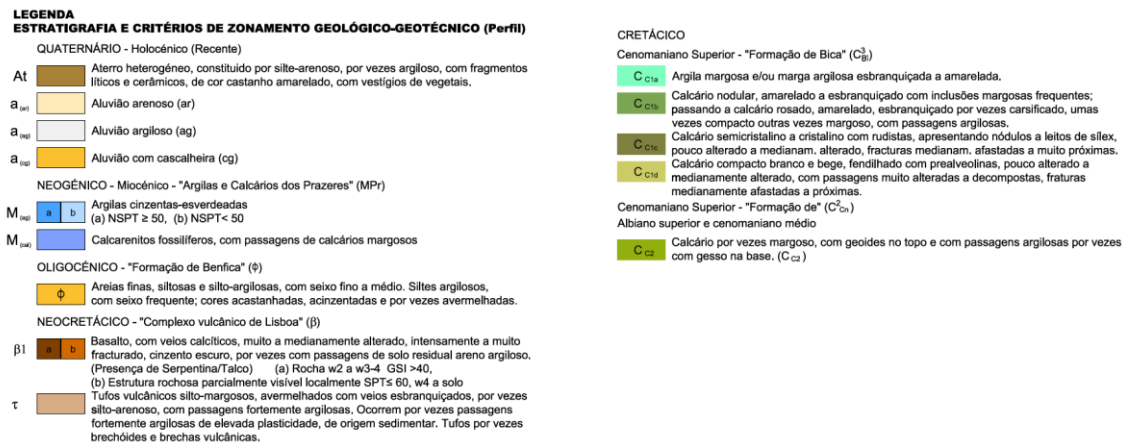 LEGENDA
ESTRATIGRAFIA E CRITÉRIOS DE ZONAMENTO GEOLÓGICO-GEOTÉCNICO (Perfil)
QUATERNÁRIO - Holocénico (Recente)
At Aterro heterogéneo, constituido por silte-arenoso, por vezes argiloso, com fragmentos
líticos e cerâmicos, de cor castanho amarelado, com vestígios de vegetais.
a (ar) Aluvião arenoso (ar)
a (ag) Aluvião argiloso (ag)
a (cg) Aluvião com cascalheira (cg)
NEOGÉNICO - Miocénico - "Argilas e Calcários dos Prazeres" (MPr)
M (ag) a b Argilas cinzentas-esverdeadas
(a) NSPT ≥ 50, (b) NSPT< 50
M (cal) Calcarenitos fossilíferos, com passagens de calcários margosos
OLIGOCÉNICO - "Formação de Benfica" (ϕ)
ϕ Areias finas, siltosas e silto-argilosas, com seixo fino a médio. Siltes argilosos,
com seixo frequente; cores acastanhadas, acinzentadas e por vezes avermelhadas.
NEOCRETÁCICO - "Complexo vulcânico de Lisboa" (β)
β1 a b Basalto, com veios calcíticos, muito a medianamente alterado, intensamente a muito
fracturado, cinzento escuro, por vezes com passagens de solo residual areno argiloso.
(Presença de Serpentina/Talco) (a) Rocha w2 a w3-4 GSI >40,
(b) Estrutura rochosa parcialmente visível localmente SPT≤ 60, w4 a solo
τ Tufos vulcânicos silto-margosos, avermelhados com veios esbranquiçados, por vezes
silto-arenoso, com passagens fortemente argilosas. Ocorrem por vezes passagens
fortemente argilosas de elevada plasticidade, de origem sedimentar. Tufos por vezes
brechóides e brechas vulcânicas.
CRETÁCICO
Cenomaniano Superior - "Formação de Bica" (C³BI)
C C1a Argila margosa e/ou marga argilosa esbranquiçada a amarelada.
C C1b Calcário nodular, amarelado a esbranquiçado com inclusões margosas frequentes;
passando a calcário rosado, amarelado, esbranquiçado por vezes carsificado, umas
vezes compacto outras vezes margoso, com passagens argilosas.
C C1c Calcário semicristalino a cristalino com rudistas, apresentando nódulos a leitos de sílex,
pouco alterado a medianam. alterado, fracturas medianam. afastadas a muito próximas.
C C1d Calcário compacto branco e bege, fendilhado com prealveolinas, pouco alterado a
medianamente alterado, com passagens muito alteradas a decompostas, fraturas
medianamente afastadas a próximas.
Cenomaniano Superior - "Formação de" (C²Cn)
Albiano superior e cenomaniano médio
C C2 Calcário por vezes margoso, com geoides no topo e com passagens argilosas por vezes
com gesso na base. (C C2)